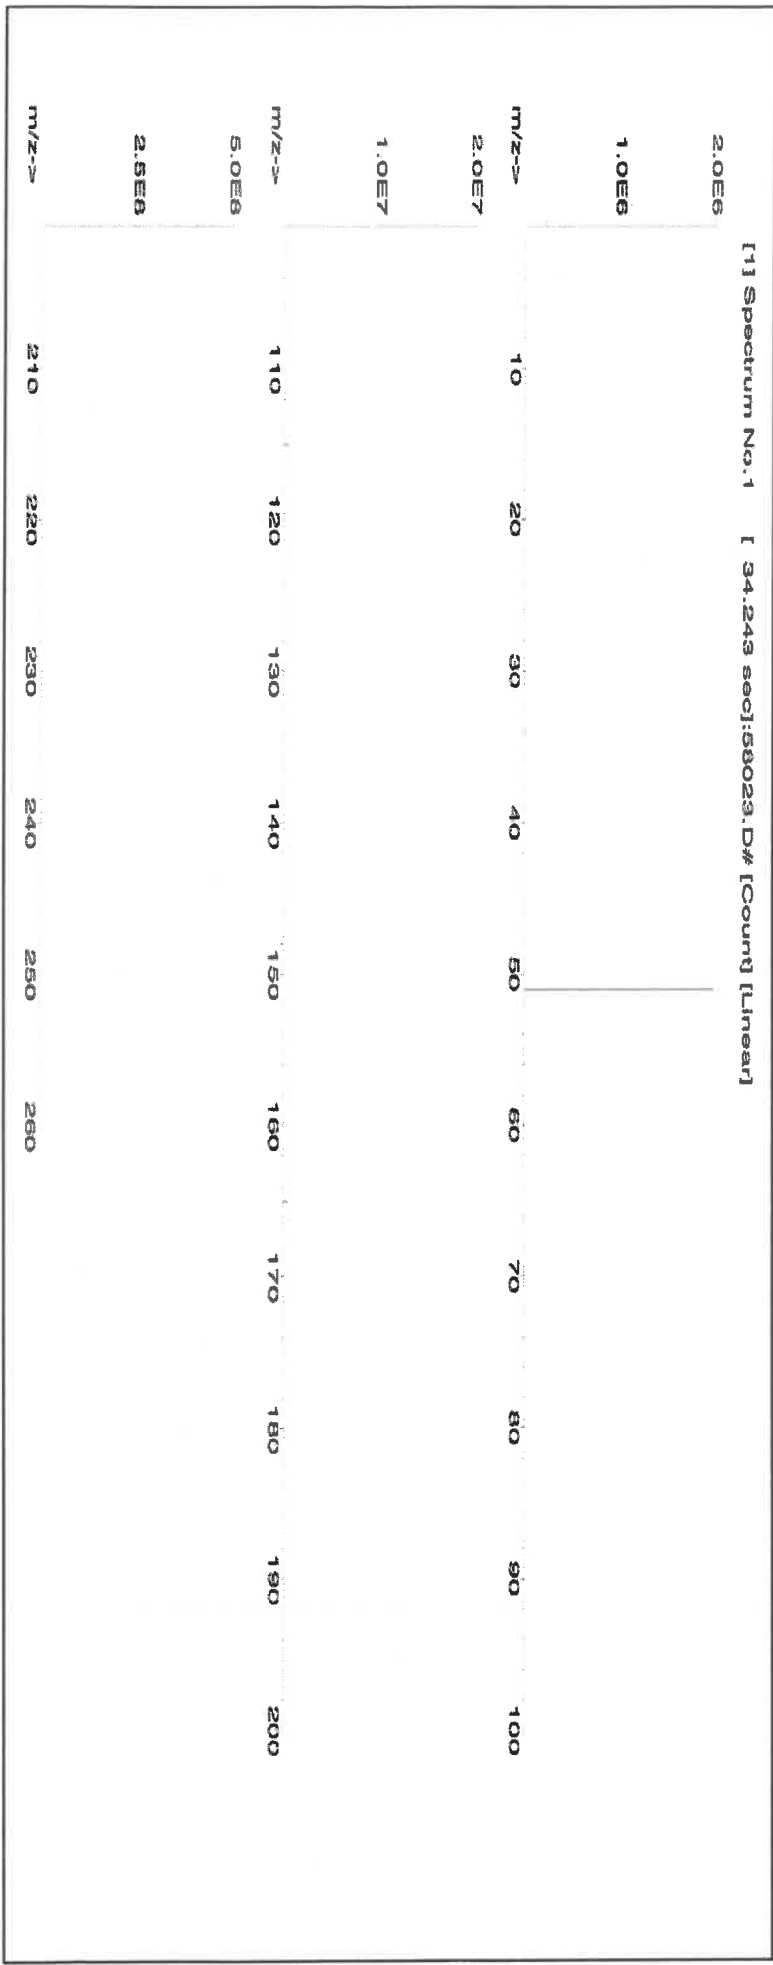 [1] Spectrum No.1 [ 34.243 sec]:58023.D# [Count] [Linear]
2.0E6
1.0E6
m/z-> 10 20 30 40 50 60 70 80 90 100
2.0E7
1.0E7
m/z-> 110 120 130 140 150 160 170 180 190 200
5.0E8
2.5E8
m/z-> 210 220 230 240 250 260